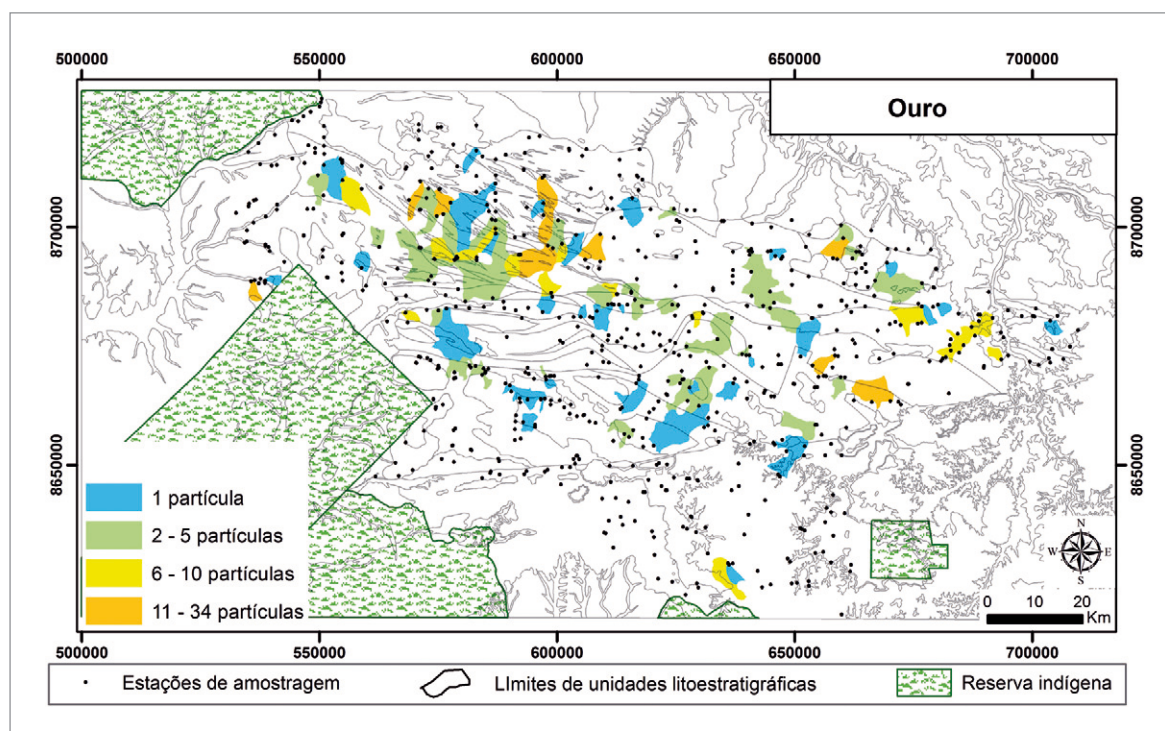 500000 550000 600000 650000 700000
Ouro
8700000
8700000
8650000
8650000
1 partícula
2 - 5 partículas
6 - 10 partículas
11 - 34 partículas
N
W E
S
0 10 20
Km
500000 550000 600000 650000 700000
Estações de amostragem
LImites de unidades litoestratigráficas
Reserva indígena